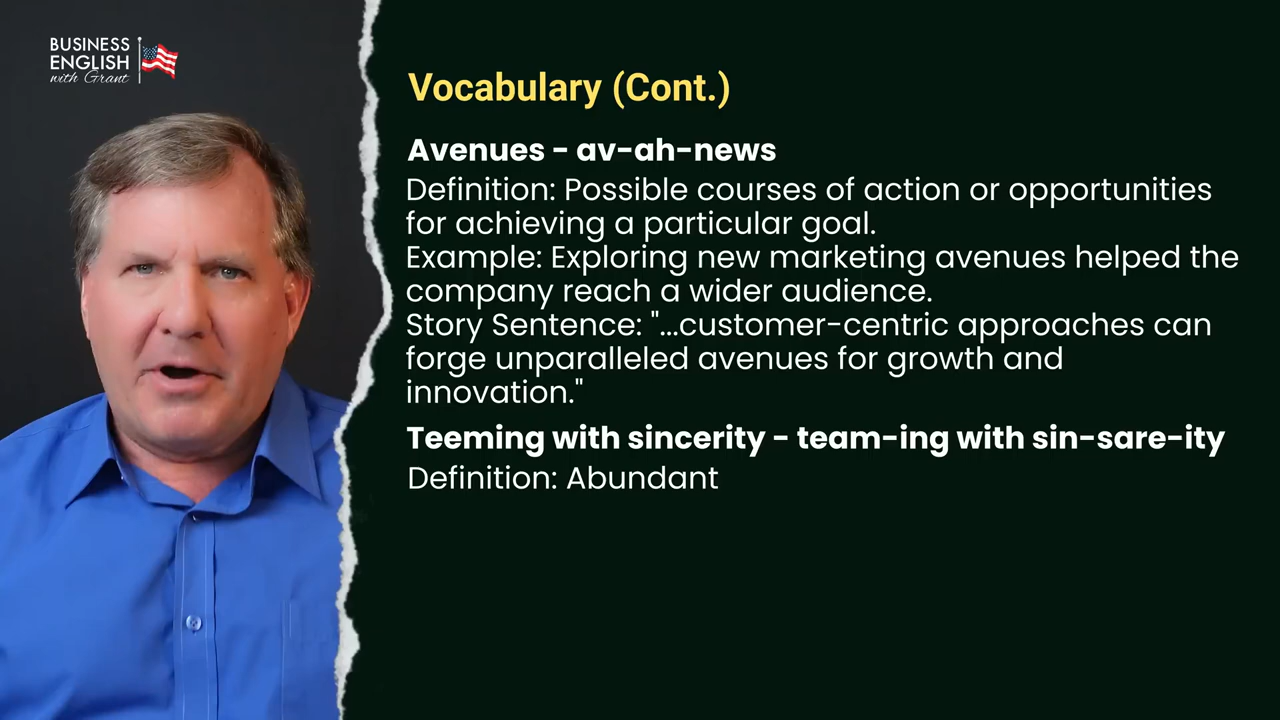 BUSINESS
ENGLISH
with Grant
Vocabulary (Cont.)
Avenues - av-ah-news
Definition: Possible courses of action or opportunities
for achieving a particular goal.
Example: Exploring new marketing avenues helped the
company reach a wider audience.
Story Sentence: "...customer-centric approaches can
forge unparalleled avenues for growth and
innovation."
Teeming with sincerity - team-ing with sin-sare-ity
Definition: Abundant